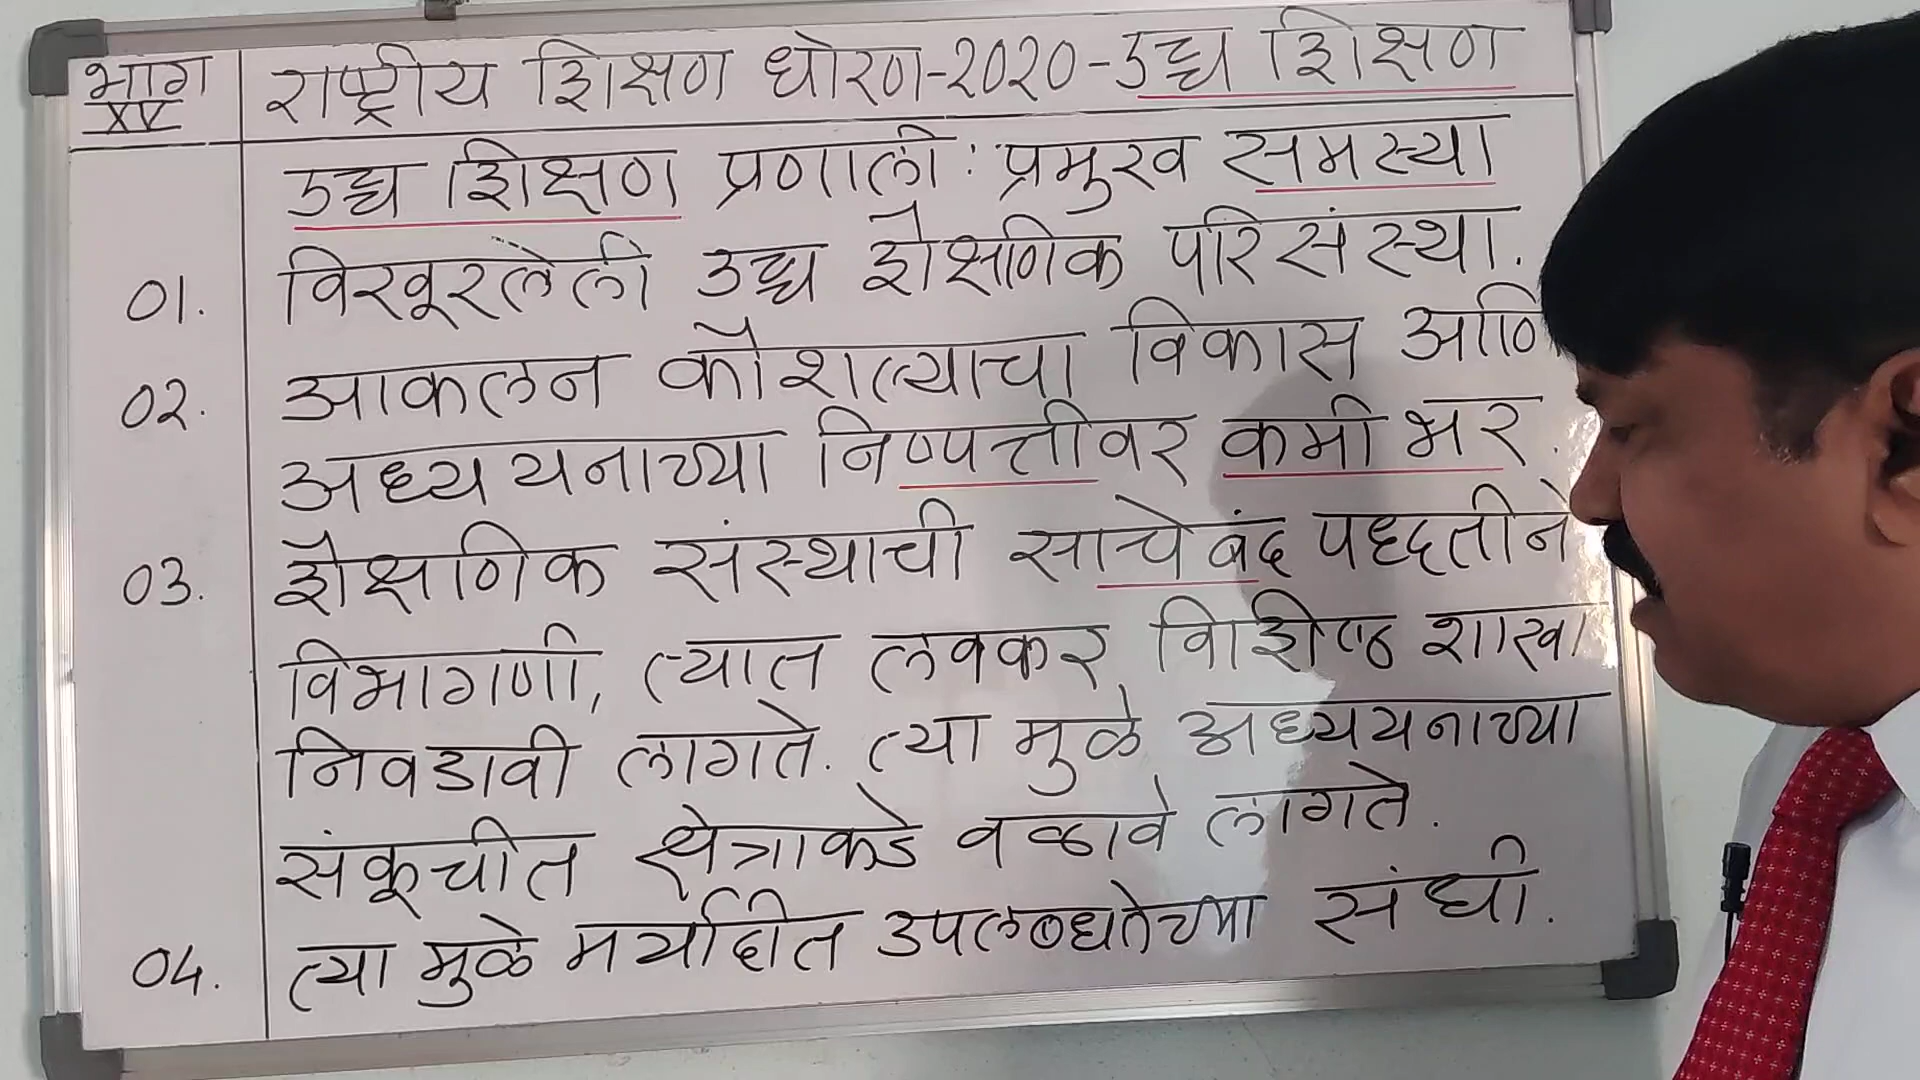 भाग XV
राष्ट्रीय शिक्षण धोरण-2020-उच्च शिक्षण
उच्च शिक्षण प्रणाली: प्रमुख समस्या
01. विखूरलेली उच्च शैक्षणिक परिसंस्था.
02. आकलन कौशल्याचा विकास आणि
अध्ययनाच्या निष्पत्तीवर कमी भर.
03. शैक्षणिक संस्थाची साचेबंद पध्दतीने
विभागणी, त्यात लवकर विशिष्ठ शाखा
निवडावी लागते. त्या मुळे अध्ययनाच्या
संकूचीत क्षेत्राकडे वळावे लागते.
04. त्या मुळे मर्यादीत उपलब्धतेच्या संधी.